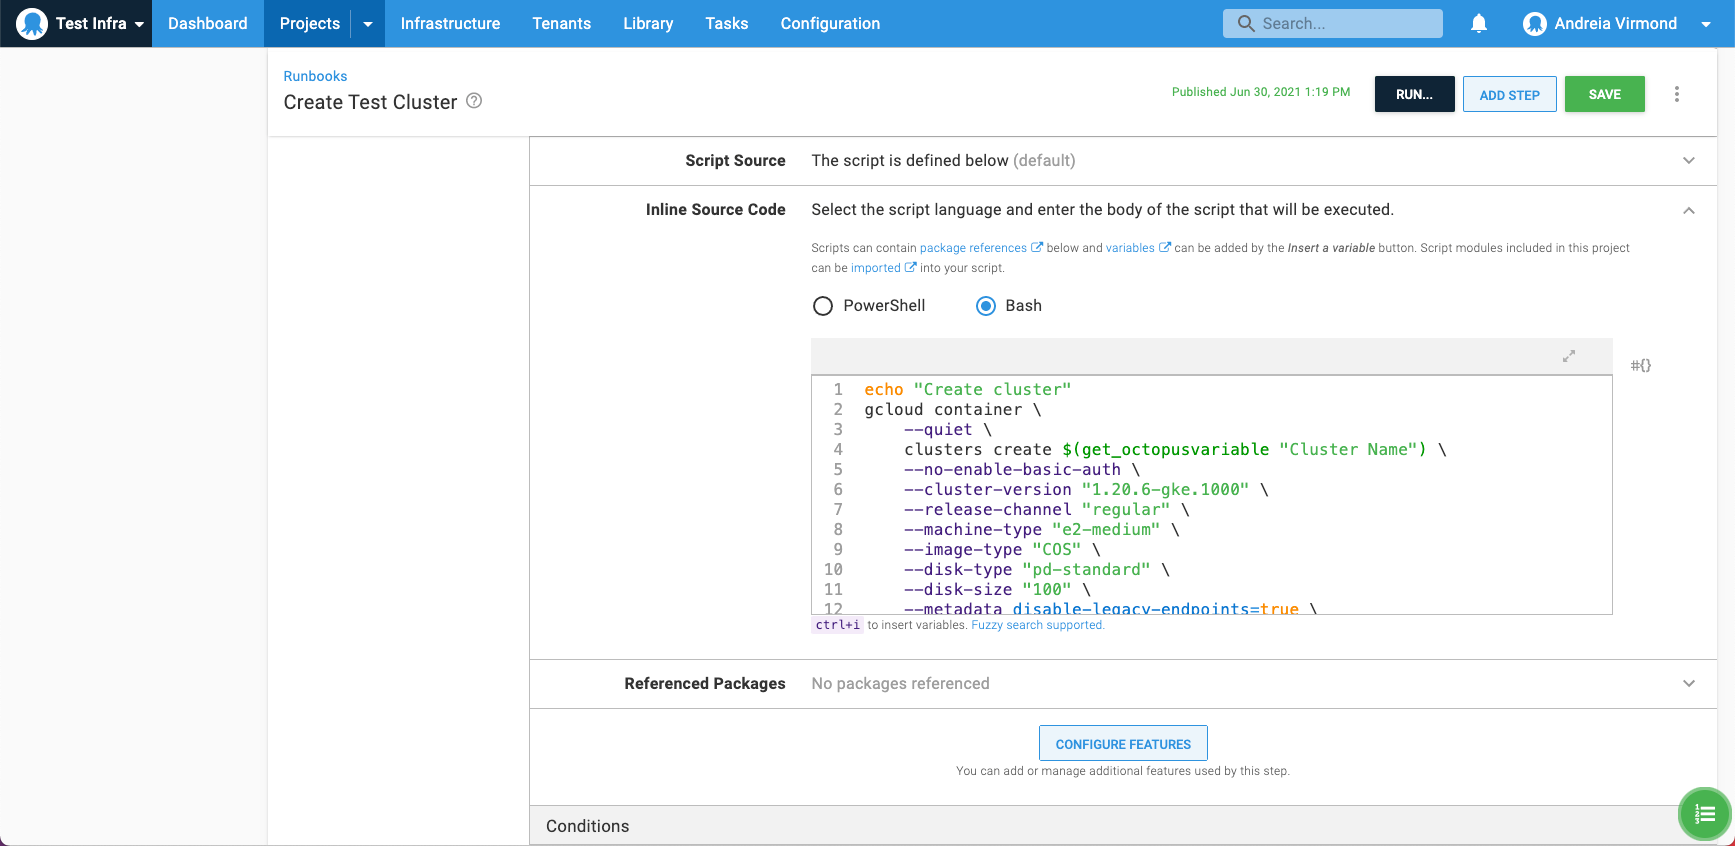 Test Infra
Dashboard
Projects
Infrastructure
Tenants
Library
Tasks
Configuration
Search...
Andreia Virmond
Runbooks
Create Test Cluster
Published Jun 30, 2021 1:19 PM
RUN...
ADD STEP
SAVE
Script Source
The script is defined below (default)
Inline Source Code
Select the script language and enter the body of the script that will be executed.
Scripts can contain package references below and variables can be added by the Insert a variable button. Script modules included in this project
can be imported into your script.
PowerShell
Bash
#{}
1 echo "Create cluster"
2 gcloud container \
3 --quiet \
4 clusters create $(get_octopusvariable "Cluster Name") \
5 --no-enable-basic-auth \
6 --cluster-version "1.20.6-gke.1000" \
7 --release-channel "regular" \
8 --machine-type "e2-medium" \
9 --image-type "COS" \
10 --disk-type "pd-standard" \
11 --disk-size "100" \
12 --metadata disable-legacy-endpoints=true \
ctrl+i to insert variables. Fuzzy search supported.
Referenced Packages
No packages referenced
CONFIGURE FEATURES
You can add or manage additional features used by this step.
Conditions